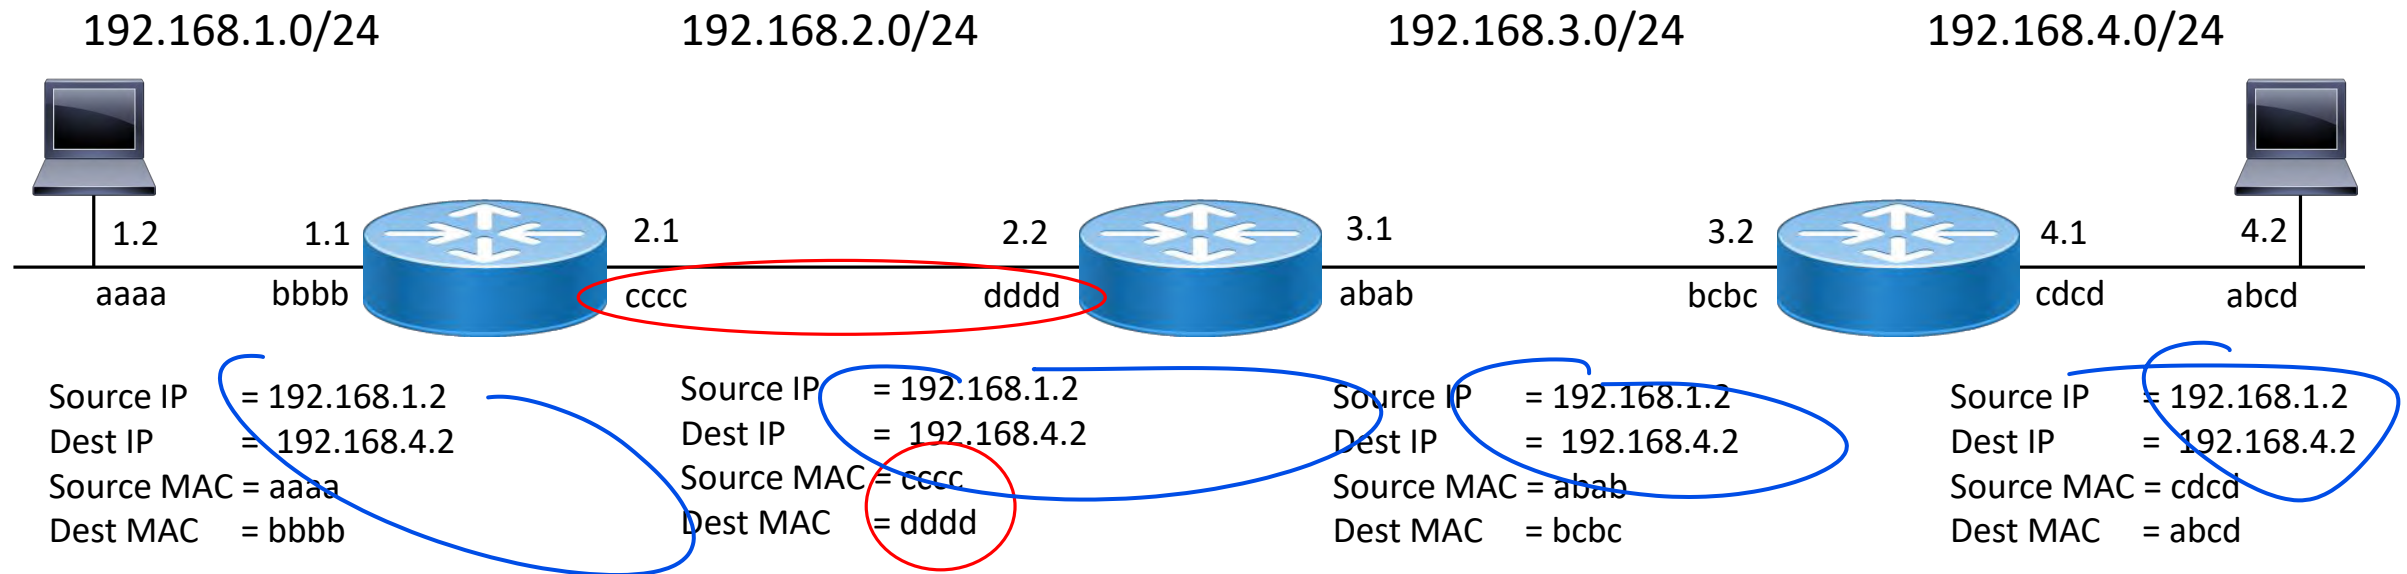 192.168.1.0/24
192.168.2.0/24
192.168.3.0/24
192.168.4.0/24
1.2
1.1
2.1
2.2
3.1
3.2
4.1
4.2
aaaa
bbbb
cccc
dddd
abab
bcbc
cdcd
abcd
Source IP = 192.168.1.2
Dest IP = 192.168.4.2
Source MAC = aaaa
Dest MAC = bbbb
Source IP = 192.168.1.2
Dest IP = 192.168.4.2
Source MAC = cccc
Dest MAC = dddd
Source IP = 192.168.1.2
Dest IP = 192.168.4.2
Source MAC = abab
Dest MAC = bcbc
Source IP = 192.168.1.2
Dest IP = 192.168.4.2
Source MAC = cdcd
Dest MAC = abcd